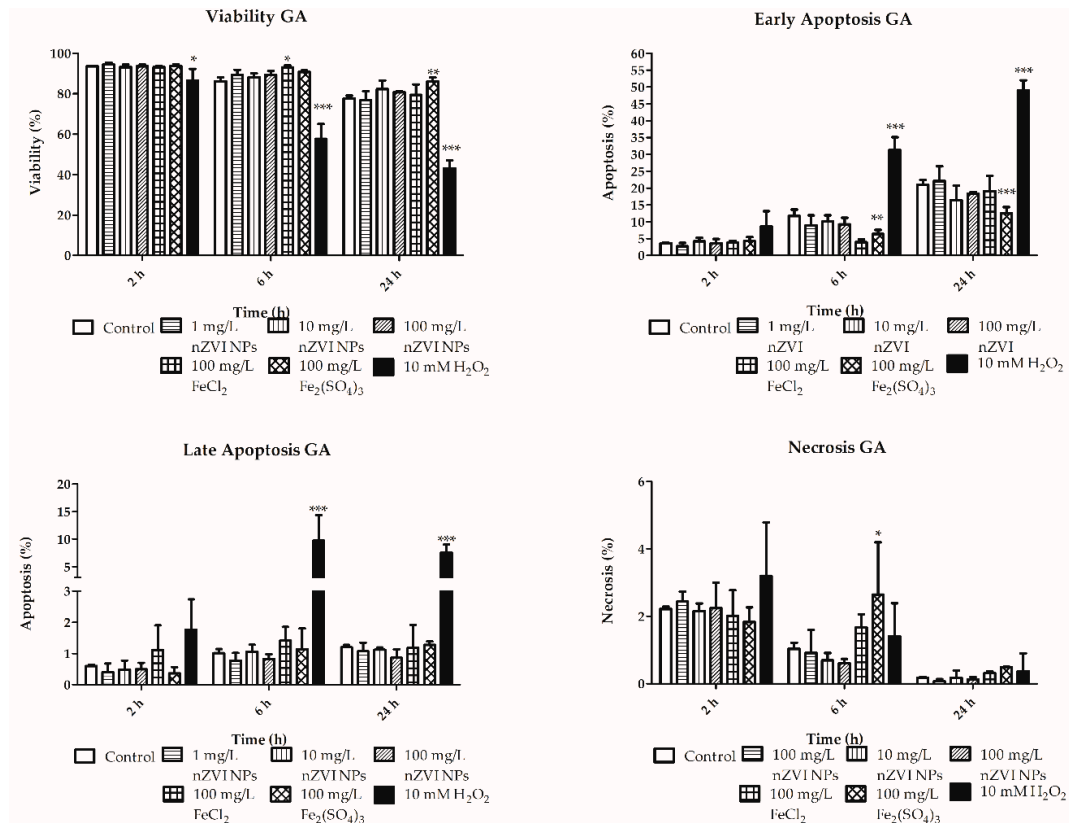 Viability GA
Viability (%)
100
80
60
40
20
0
*
*
***
**
***
2 h
6 h
24 h
Time (h)
Control
1 mg/L
nZVI NPs
10 mg/L
nZVI NPs
100 mg/L
nZVI NPs
100 mg/L
FeCl2
100 mg/L
Fe2(SO4)3
10 mM H2O2
Early Apoptosis GA
Apoptosis (%)
60
55
50
45
40
35
30
25
20
15
10
5
0
**
***
***
***
2 h
6 h
24 h
Time (h)
Control
1 mg/L
nZVI
10 mg/L
nZVI
100 mg/L
nZVI
100 mg/L
FeCl2
100 mg/L
Fe2(SO4)3
10 mM H2O2
Late Apoptosis GA
Apoptosis (%)
20
15
10
5
3
2
1
0
***
***
2 h
6 h
24 h
Time (h)
Control
1 mg/L
nZVI NPs
10 mg/L
nZVI NPs
100 mg/L
nZVI NPs
100 mg/L
FeCl2
100 mg/L
Fe2(SO4)3
10 mM H2O2
Necrosis GA
Necrosis (%)
6
4
2
0
*
2 h
6 h
24 h
Time (h)
Control
100 mg/L
nZVI NPs
10 mg/L
nZVI NPs
100 mg/L
nZVI NPs
100 mg/L
FeCl2
100 mg/L
Fe2(SO4)3
10 mM H2O2